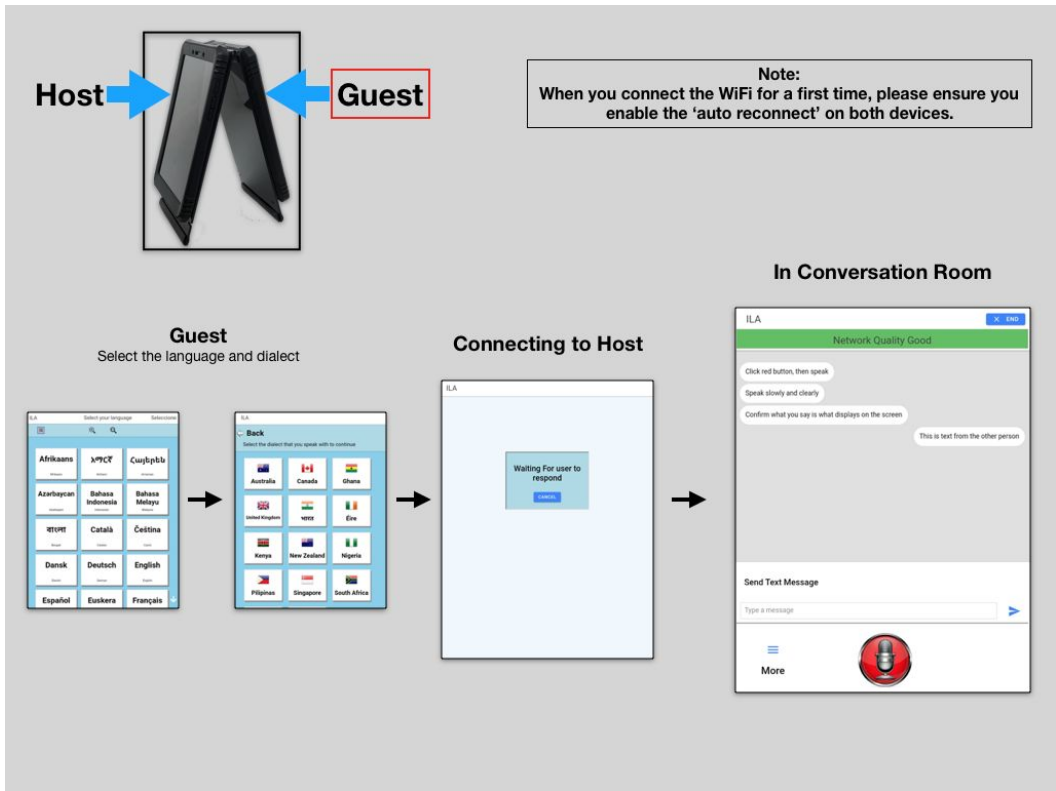 Host
Guest
Note:
When you connect the WiFi for a first time, please ensure you
enable the ‘auto reconnect’ on both devices.
Guest
Select the language and dialect
ILA
Select your language
Afrikaans
አማርኛ
Հայերեն
Azərbaycan
Bahasa
Indonesia
Bahasa
Melayu
বাংলা
Català
Čeština
Dansk
Deutsch
English
Español
Euskera
Français
ILA
Back
Select the dialect that you speak with to continue
Australia
Canada
Ghana
United Kingdom
भारत
Éire
Kenya
New Zealand
Nigeria
Pilipinas
Singapore
South Africa
Connecting to Host
ILA
Waiting For user to
respond
CANCEL
In Conversation Room
ILA
× END
Network Quality Good
Click red button, then speak
Speak slowly and clearly
Confirm what you say is what displays on the screen
This is text from the other person
Send Text Message
Type a message
More